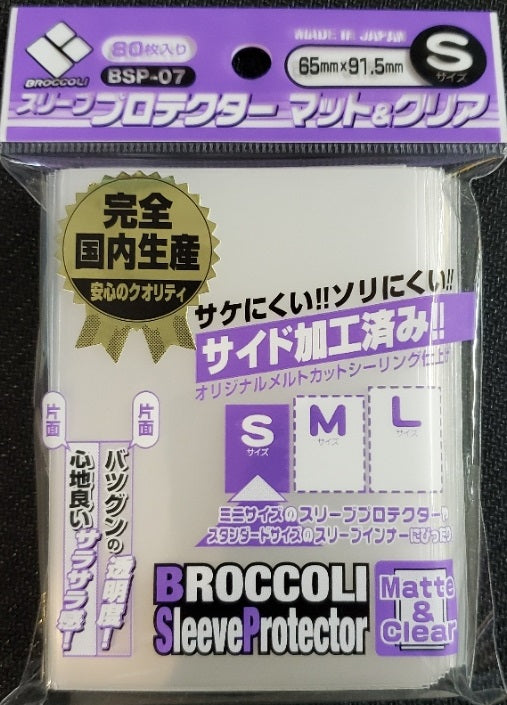 BROCCOLI
80枚入り
BSP-07
MADE IN JAPAN
65mm×91.5mm
S
サイズ
スリーブプロテクター マット&クリア
完全
国内生産
安心のクオリティ
サケにくい!!ソリにくい!!
サイド加工済み!!
オリジナルメルトカットシーリング仕上
S
サイズ
M
サイズ
L
サイズ
ミニサイズのスリーブプロテクター
スタンダードサイズのスリーブインナーにぴったり
片面
バツグンの透明度!
片面
心地良いサラサラ感!
BROCCOLI
SleeveProtector
Matte
&
Clear